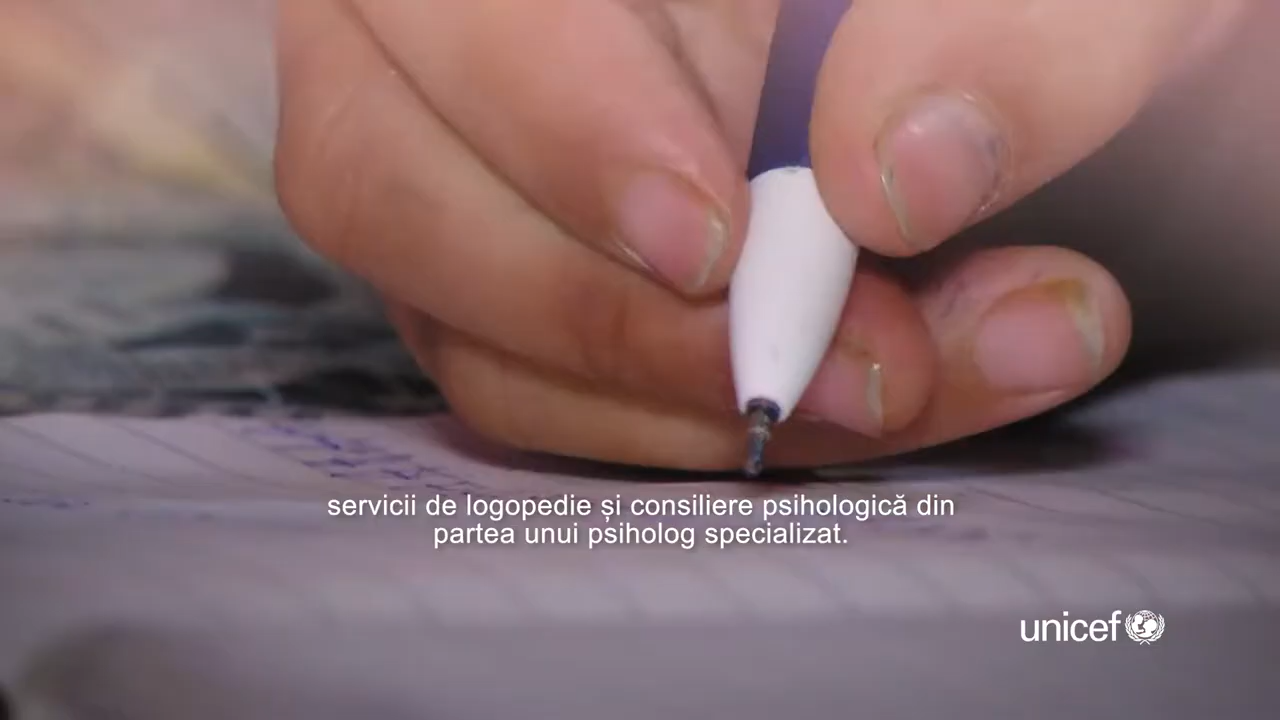 servicii de logopedie și consiliere psihologică din
partea unui psiholog specializat.
unicef